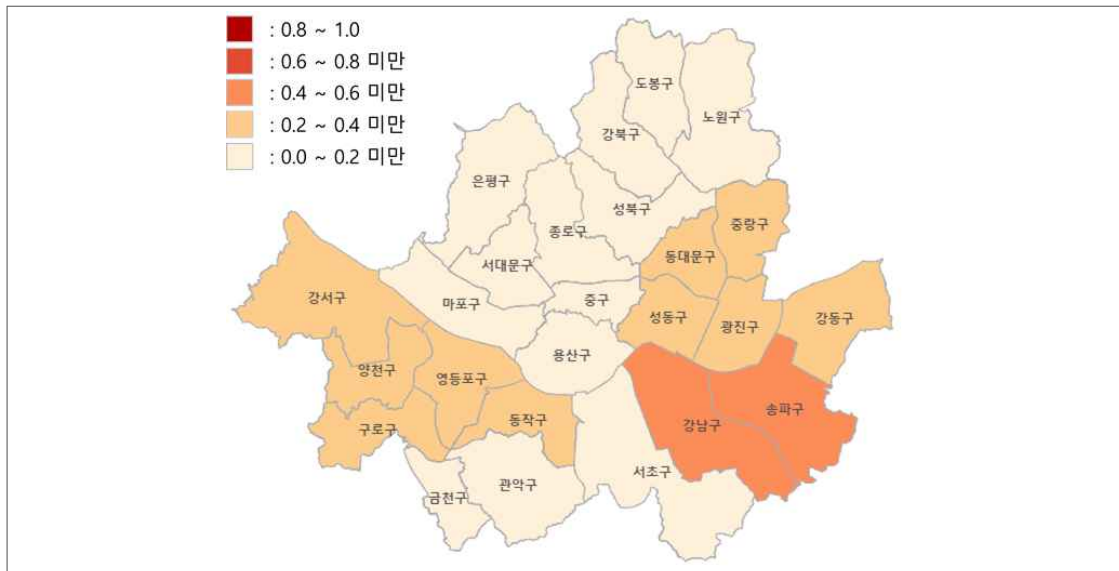 : 0.8 ~ 1.0
: 0.6 ~ 0.8 미만
: 0.4 ~ 0.6 미만
: 0.2 ~ 0.4 미만
: 0.0 ~ 0.2 미만
도봉구
노원구
강북구
은평구
성북구
종로구
중랑구
동대문구
서대문구
강서구
마포구
중구
성동구
광진구
강동구
용산구
양천구
영등포구
송파구
동작구
강남구
구로구
서초구
관악구
금천구